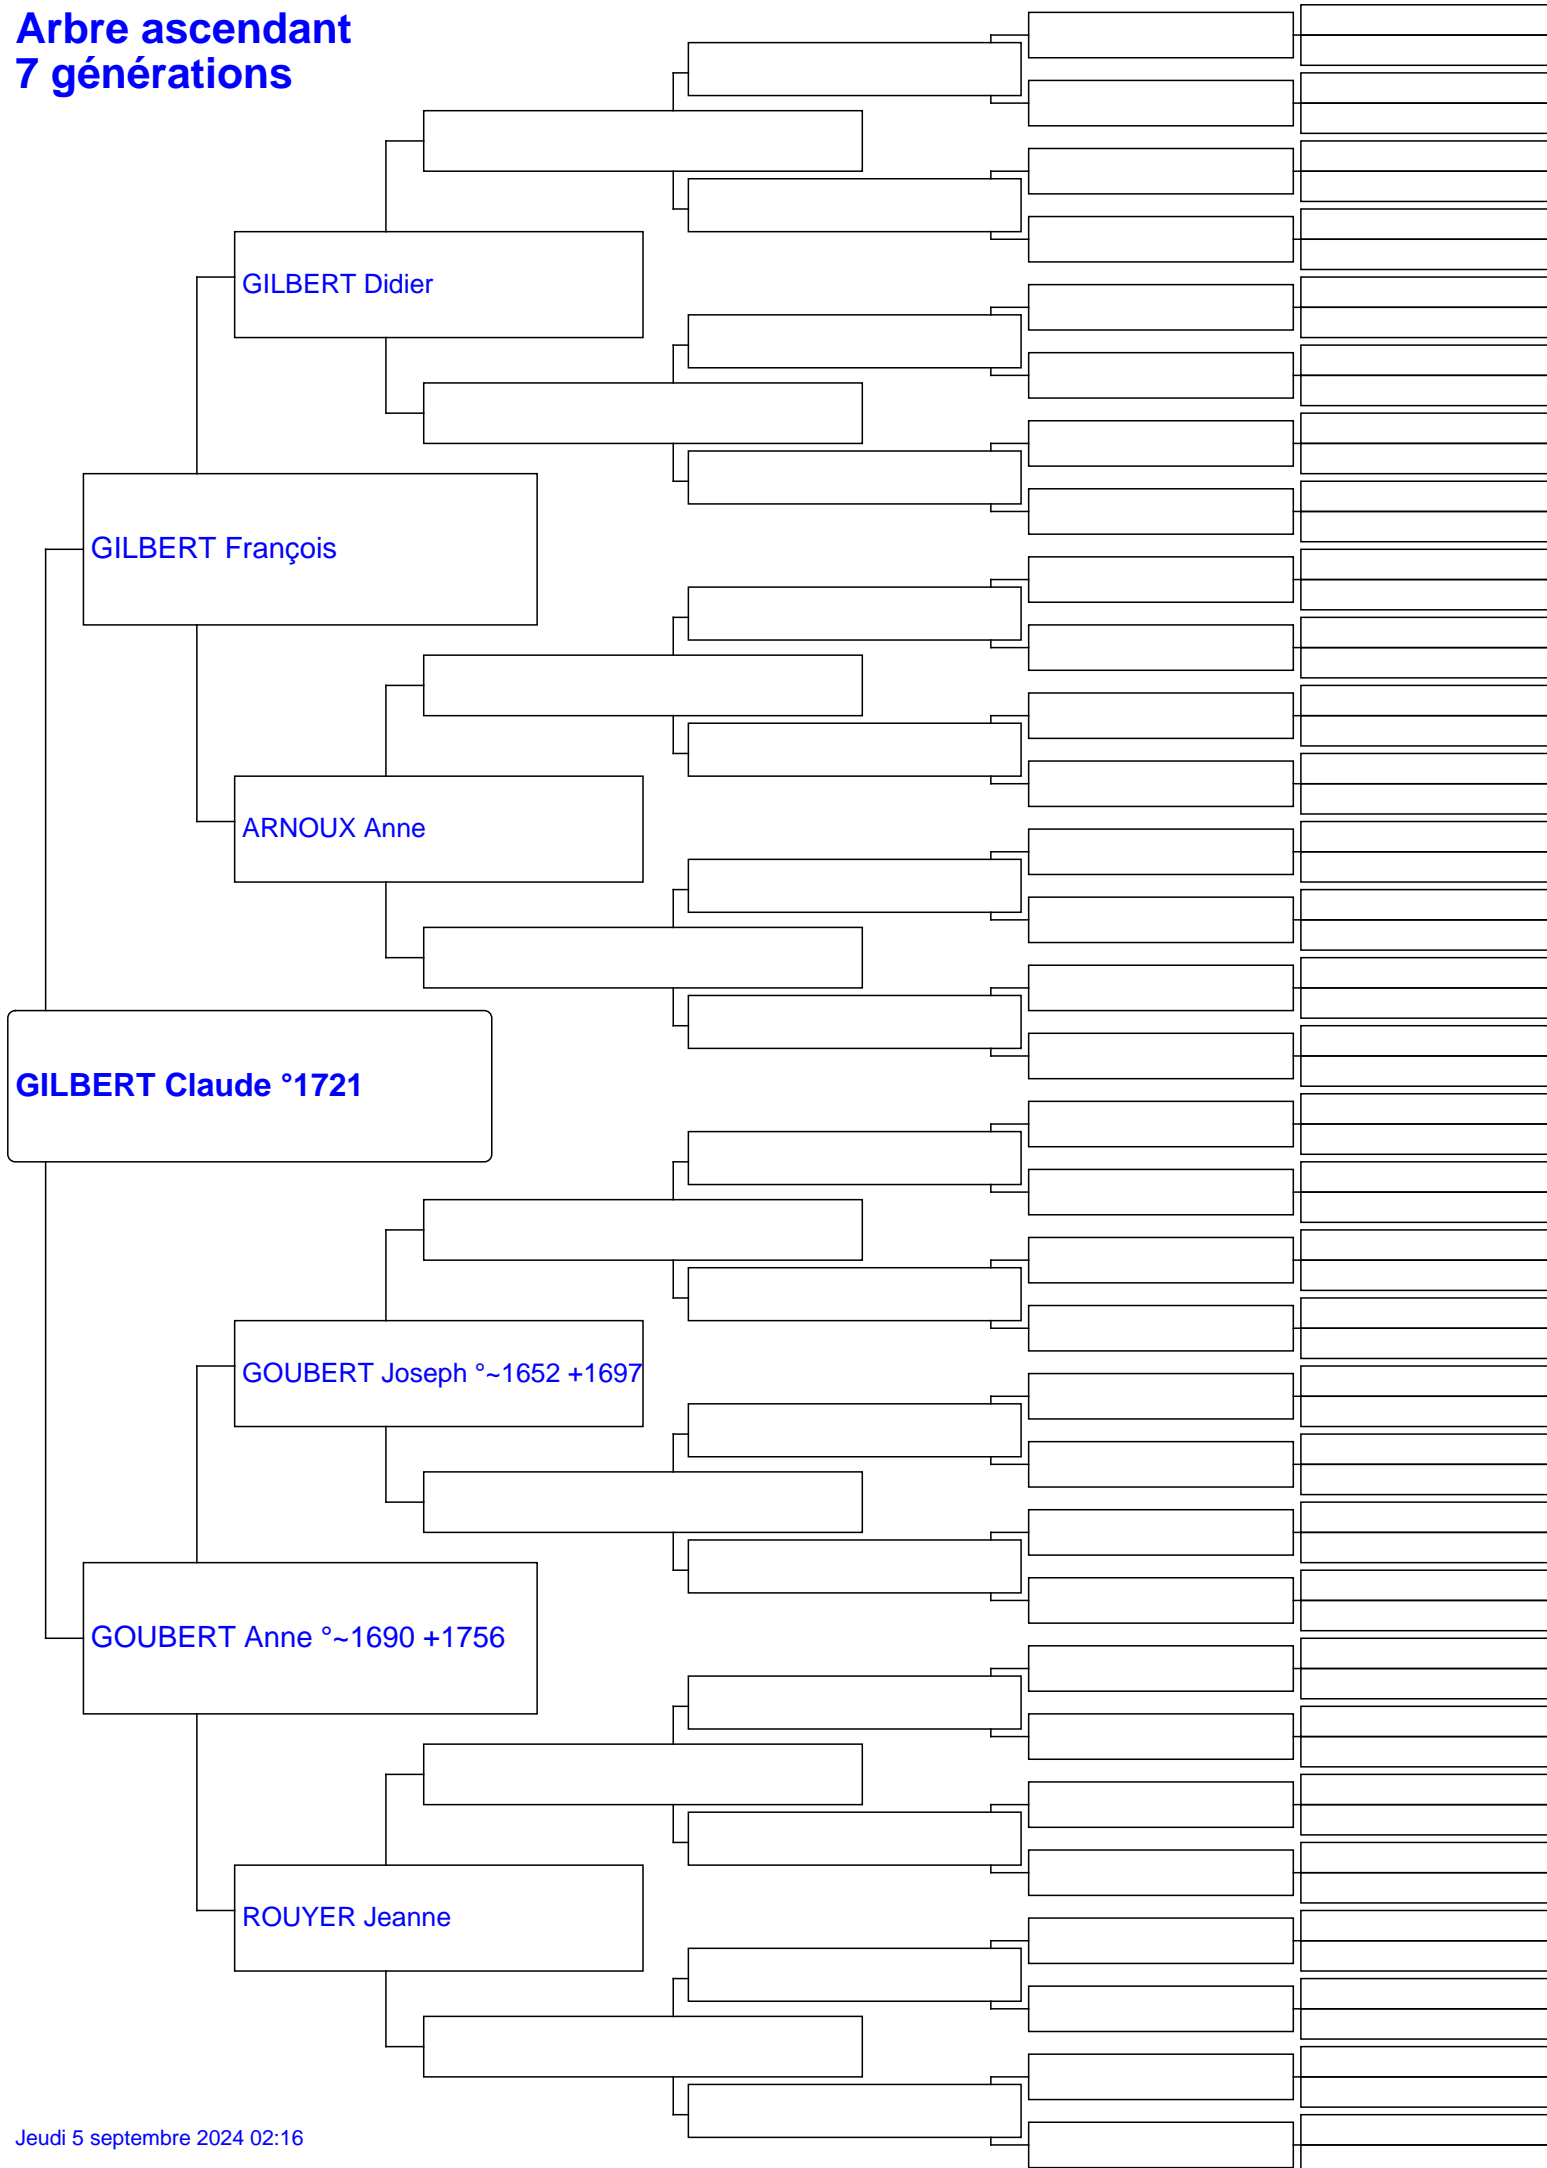 Arbre ascendant
7 générations
GILBERT Didier
GILBERT François
ARNOUX Anne
GILBERT Claude °1721
GOUBERT Joseph °~1652 +1697
GOUBERT Anne °~1690 +1756
ROUYER Jeanne
Jeudi 5 septembre 2024 02:16